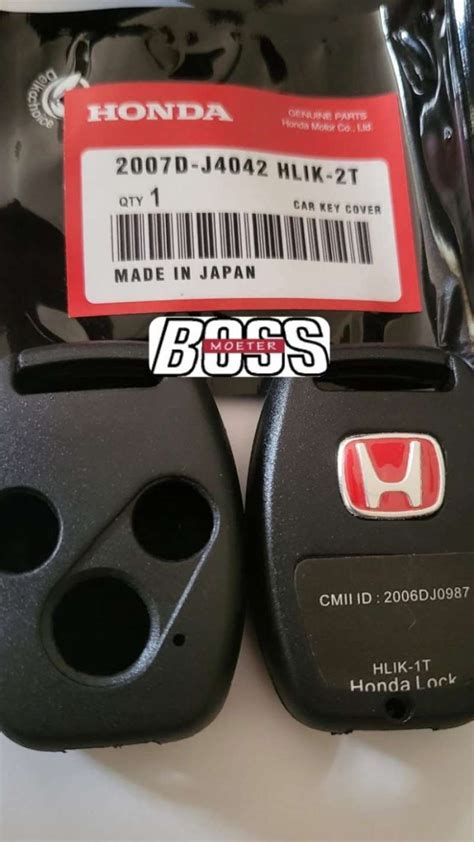 Delkachoice
HONDA
GENUINE PARTS
Honda Motor Co., Ltd.
2007D-J4042 HLIK-2T
QTY 1
CAR KEY COVER
MADE IN JAPAN
BOSS
MOETER
CMII ID : 2006DJ0987
HLIK-1T
Honda Lock